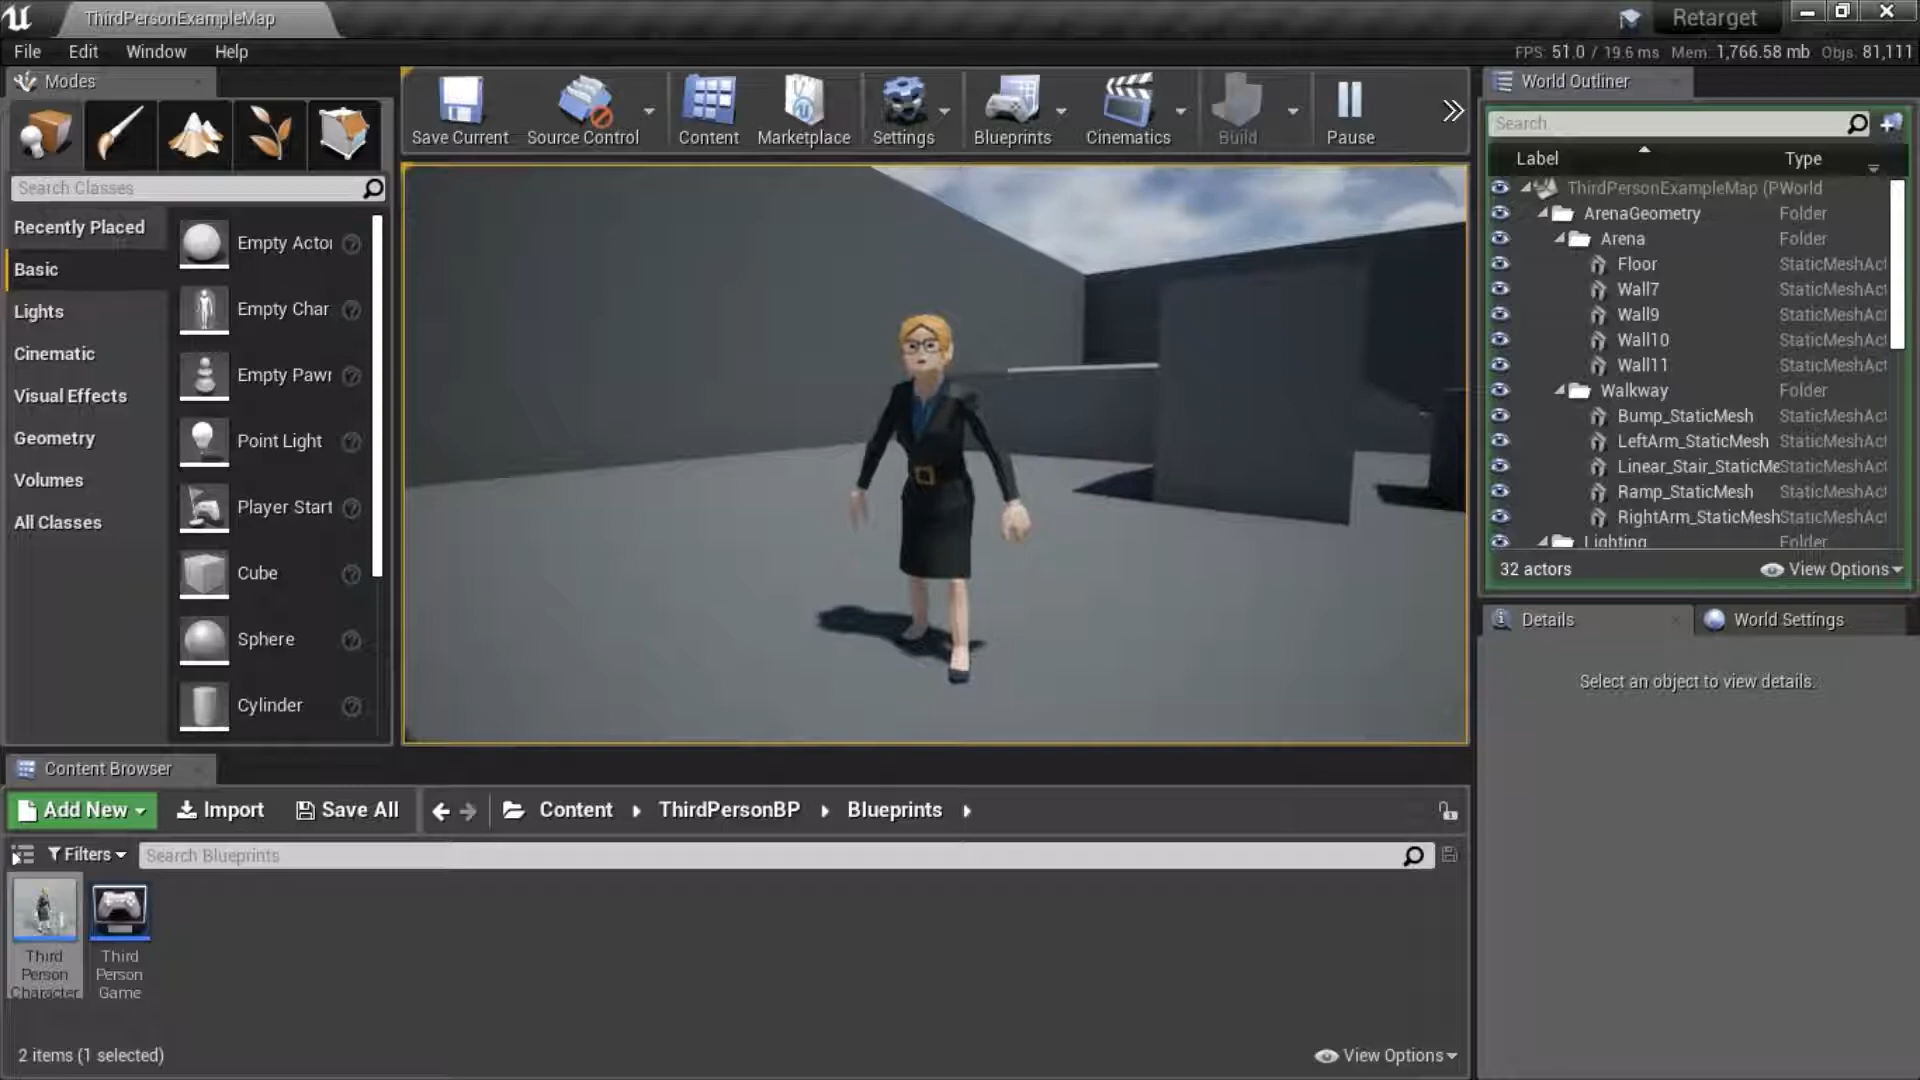 ThirdPersonExampleMap
Retarget
File Edit Window Help
FPS: 51.0 / 19.6 ms Mem: 1,766.58 mb Objs: 81,111
Modes
Search Classes
Recently Placed
Basic
Lights
Cinematic
Visual Effects
Geometry
Volumes
All Classes
Empty Actor
Empty Char
Empty Pawn
Point Light
Player Start
Cube
Sphere
Cylinder
Save Current Source Control Content Marketplace Settings Blueprints Cinematics Build Pause
World Outliner
Search
Label Type
ThirdPersonExampleMap (P World
ArenaGeometry Folder
Arena Folder
Floor StaticMeshAct
Wall7 StaticMeshAct
Wall9 StaticMeshAct
Wall10 StaticMeshAct
Wall11 StaticMeshAct
Walkway Folder
Bump_StaticMesh StaticMeshAct
LeftArm_StaticMesh StaticMeshAct
Linear_Stair_StaticMe StaticMeshAct
Ramp_StaticMesh StaticMeshAct
RightArm_StaticMesh StaticMeshAct
Lighting Folder
32 actors View Options
Details World Settings
Select an object to view details.
Content Browser
Add New Import Save All Content ThirdPersonBP Blueprints
Filters Search Blueprints
Third
Person
Character
Third
Person
Game
2 items (1 selected) View Options